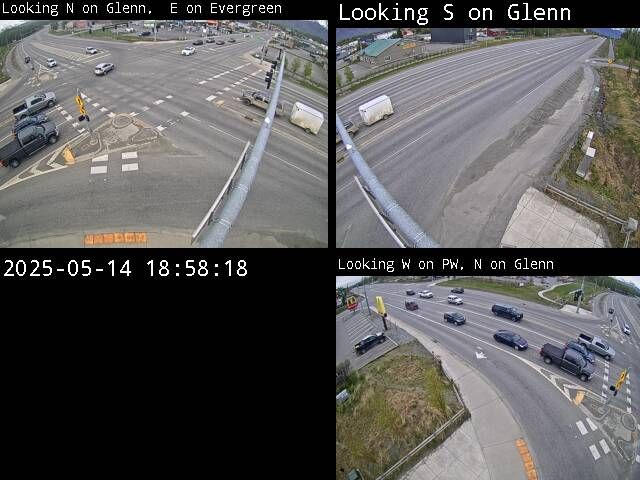 Looking N on Glenn, E on Evergreen
Looking S on Glenn
2025-05-14 18:58:18
Looking W on PW, N on Glenn